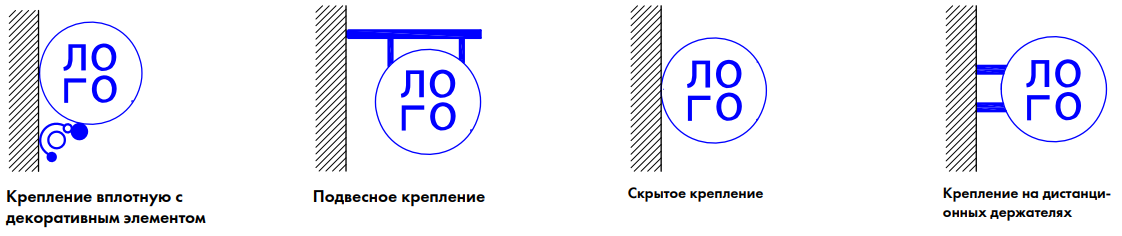 ЛО
ГО
Крепление вплотную с
декоративным элементом
ЛО
ГО
Подвесное крепление
ЛО
ГО
Скрытое крепление
ЛО
ГО
Крепление на дистанци-
онных держателях